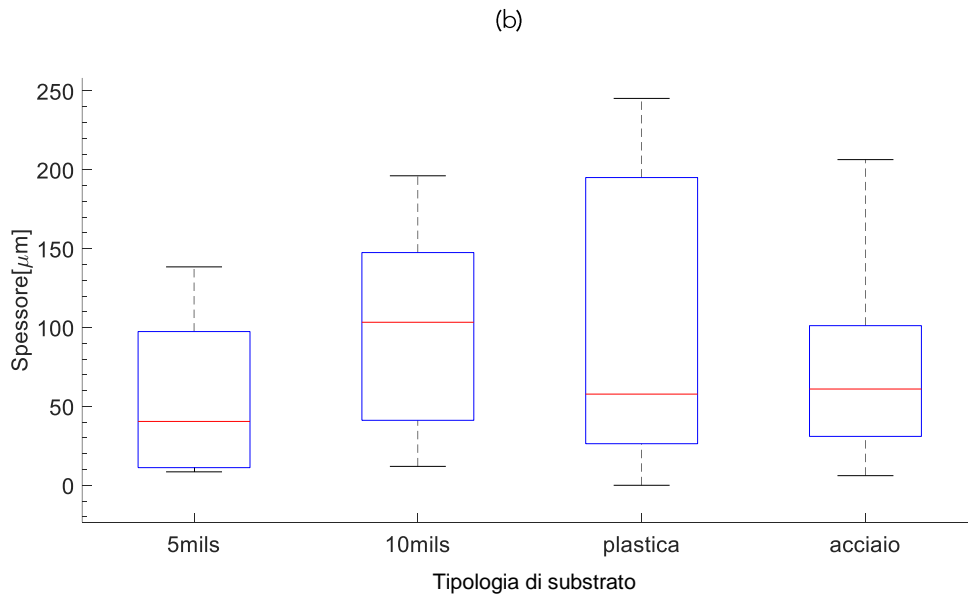 (b)
250
200
150
100
50
0
Spessore[μm]
5mils 10mils plastica acciaio
Tipologia di substrato